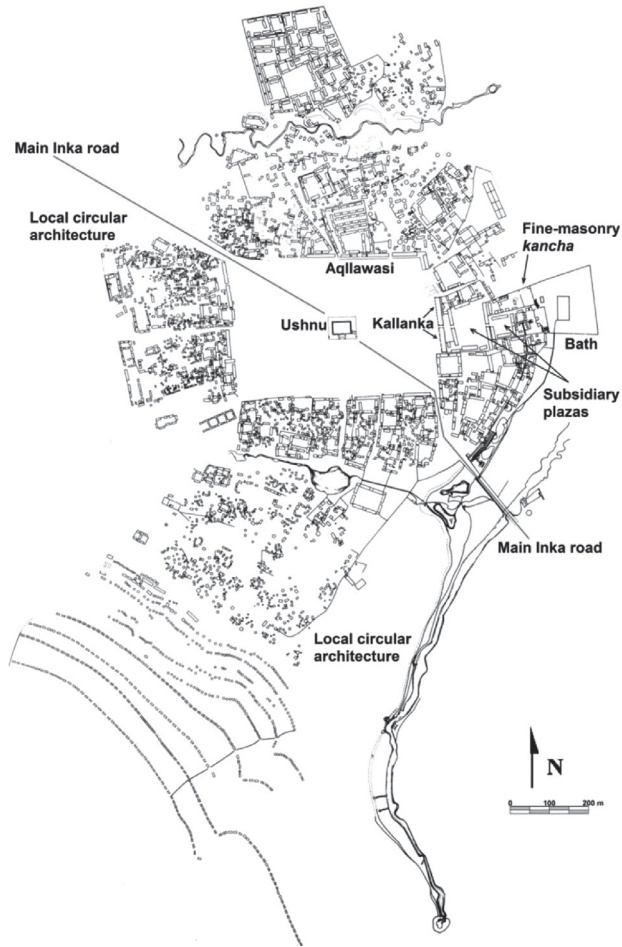 Main Inka road
Local circular
architecture
Fine-masonry
kancha
Aqllawasi
Ushnu
Kallanka
Bath
Subsidiary
plazas
Main Inka road
Local circular
architecture
N
0 100 200 m